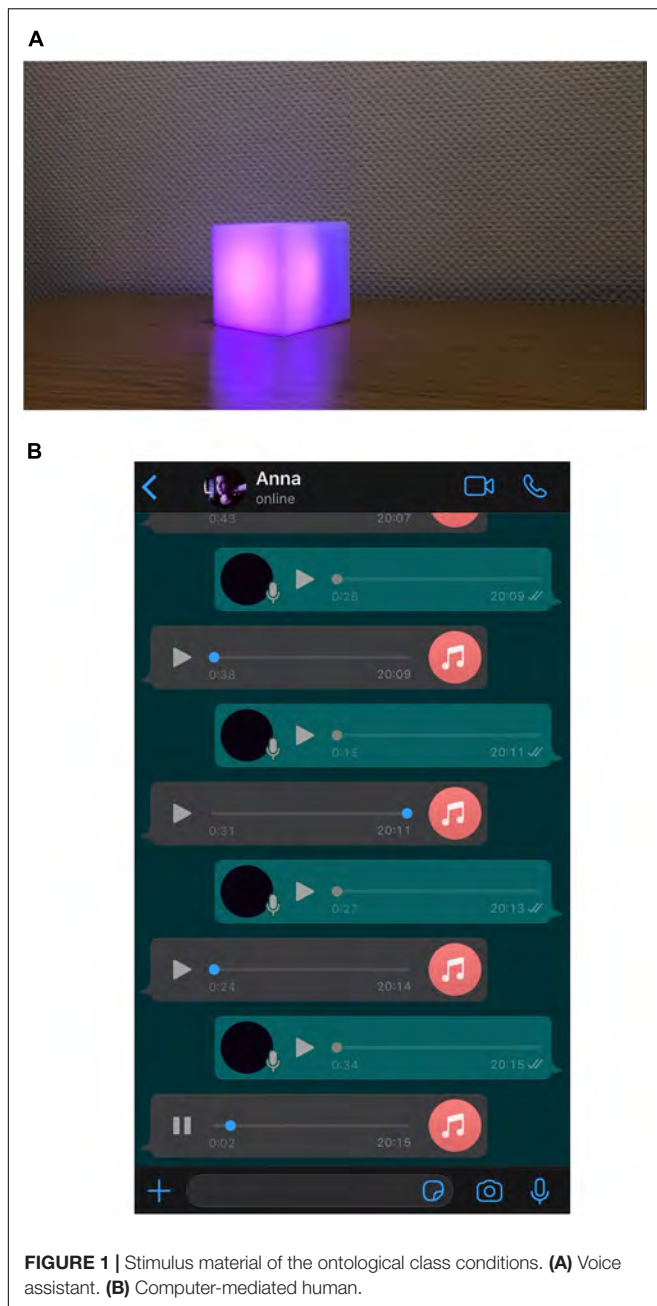 A
B
Anna
online
0:43 20:07
0:28 20:09
0:38 20:09
0:15 20:11
0:31 20:11
0:27 20:13
0:24 20:14
0:34 20:15
0:02 20:15
FIGURE 1 | Stimulus material of the ontological class conditions. (A) Voice
assistant. (B) Computer-mediated human.